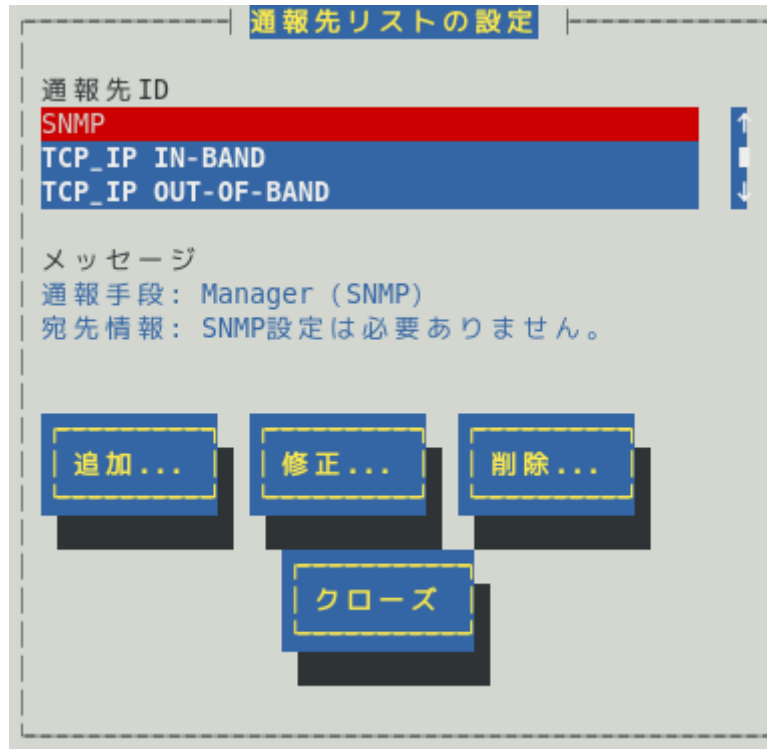 通報先リストの設定
通報先ID
SNMP
TCP_IP IN-BAND
TCP_IP OUT-OF-BAND
メッセージ
通報手段: Manager (SNMP)
宛先情報: SNMP設定は必要ありません。
追加... 修正... 削除...
クローズ